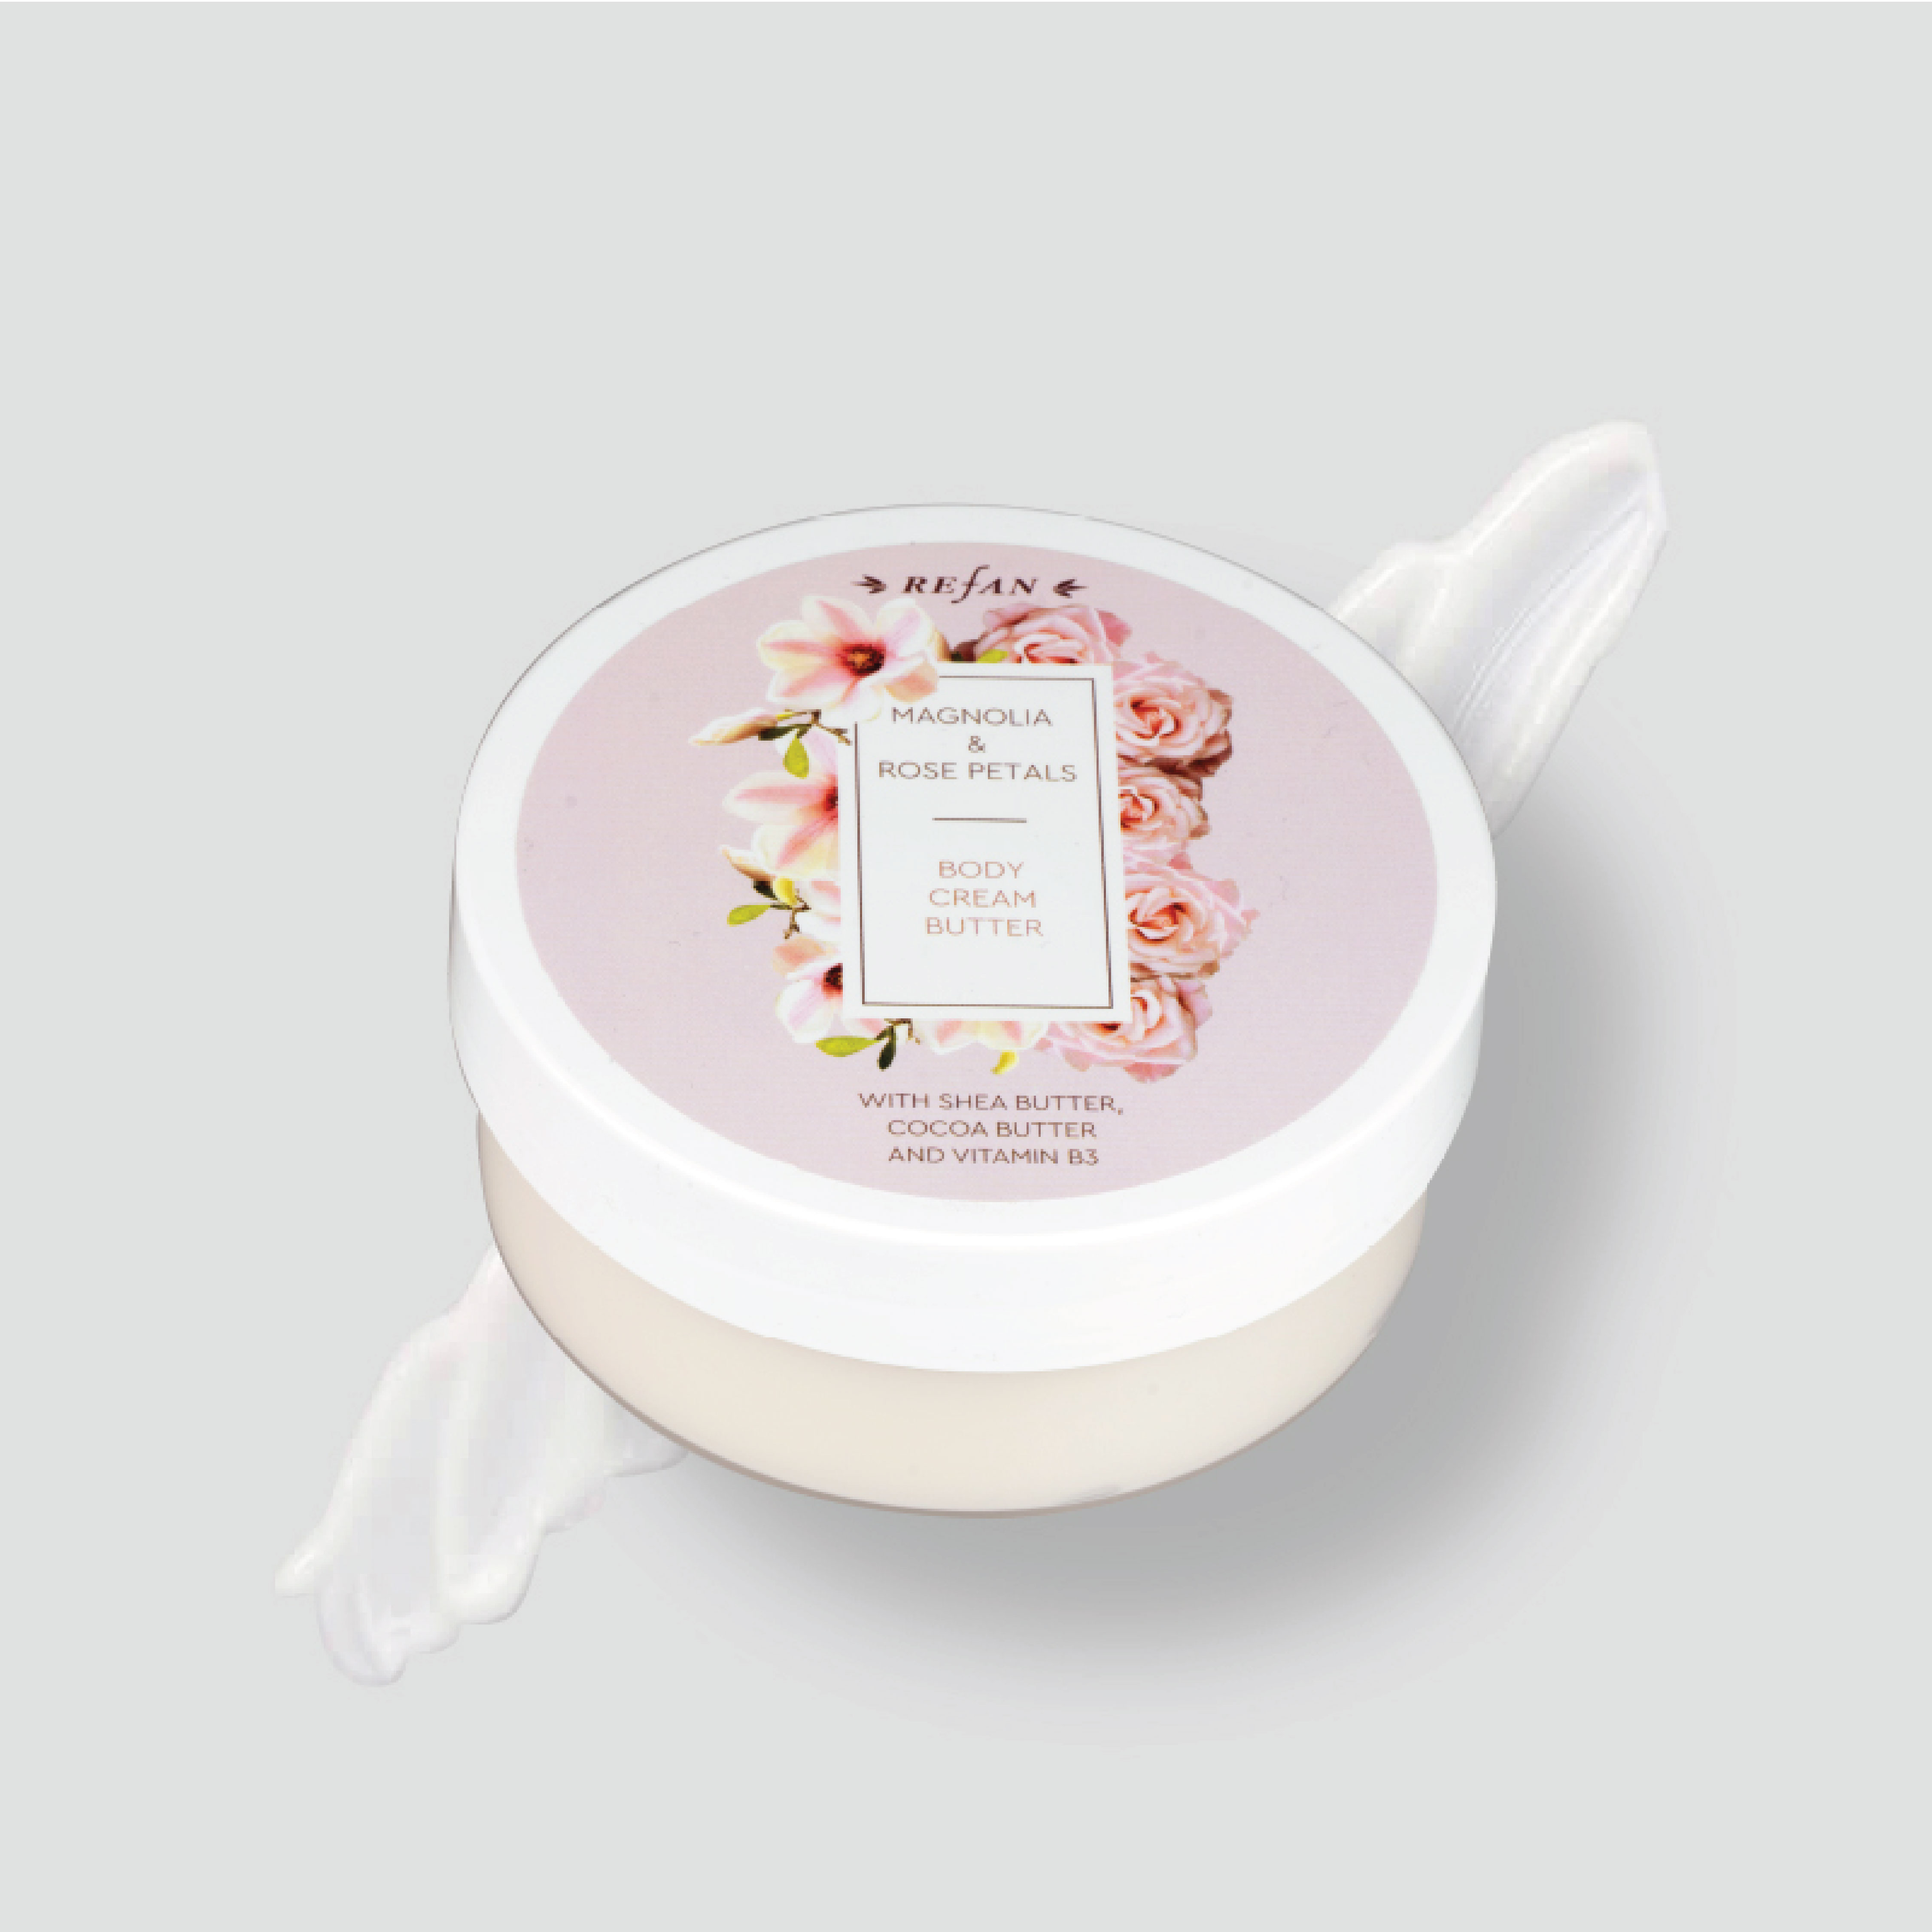 REFAN
MAGNOLIA
&
ROSE PETALS
BODY
CREAM
BUTTER
WITH SHEA BUTTER,
COCOA BUTTER
AND VITAMIN B3